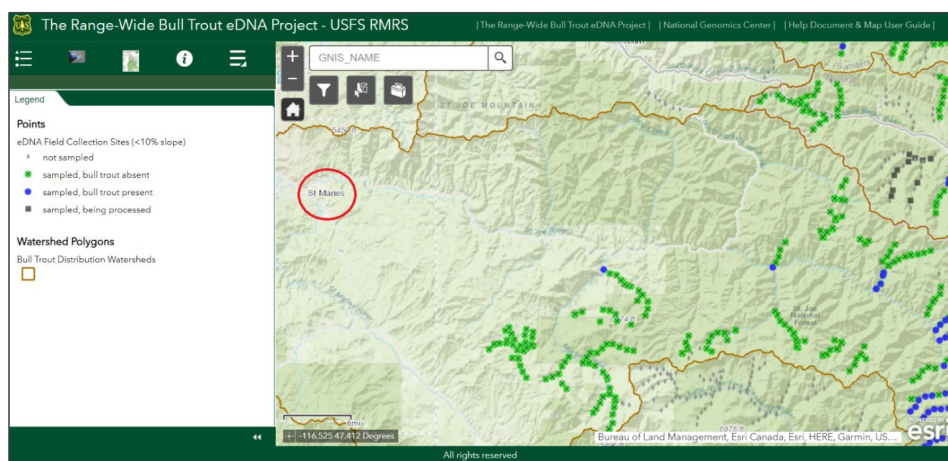 The Range-Wide Bull Trout eDNA Project - USFS RMRS
|The Range-Wide Bull Trout eDNA Project| |National Genomics Center| |Help Document & Map User Guide|
GNIS_NAME
Legend
Points
eDNA Field Collection Sites (<10% slope)
not sampled
sampled, bull trout absent
sampled, bull trout present
sampled, being processed
Watershed Polygons
Bull Trout Distribution Watersheds
ST JOE MOUNTAIN
St Maries
St. Joe
National
Forest
6mi
-116.525 47.412 Degrees
6978 ft
Bureau of Land Management, Esri Canada, Esri, HERE, Garmin, US...
POWERED BY
esri
All rights reserved